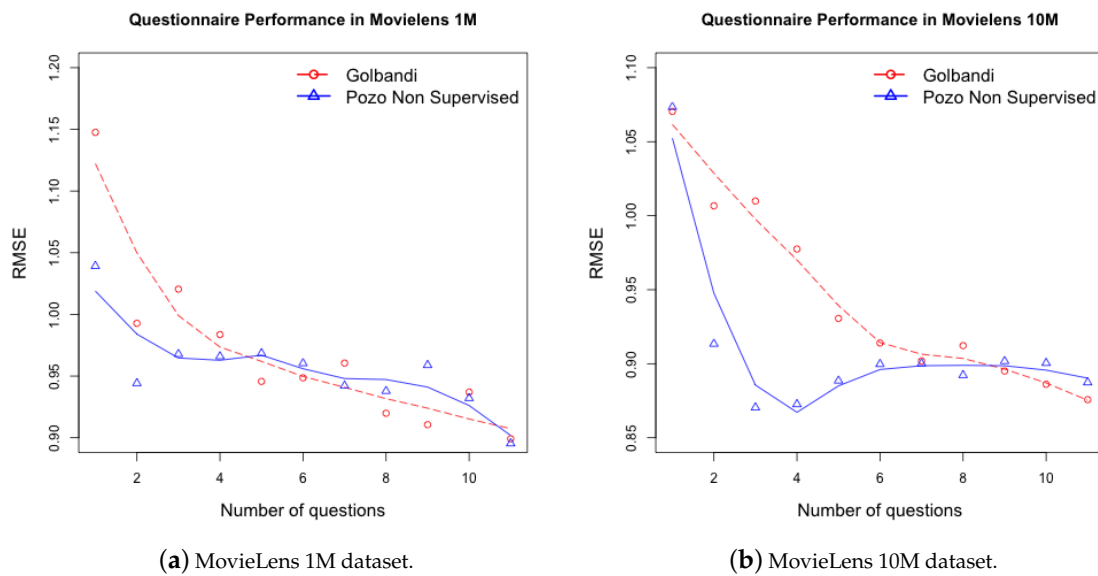 Questionnaire Performance in Movielens 1M
1.20
1.15
1.10
1.05
1.00
0.95
0.90
RMSE
Golbandi
Pozo Non Supervised
2 4 6 8 10
Number of questions
(a) MovieLens 1M dataset.
Questionnaire Performance in Movielens 10M
1.10
1.05
1.00
0.95
0.90
0.85
RMSE
Golbandi
Pozo Non Supervised
2 4 6 8 10
Number of questions
(b) MovieLens 10M dataset.